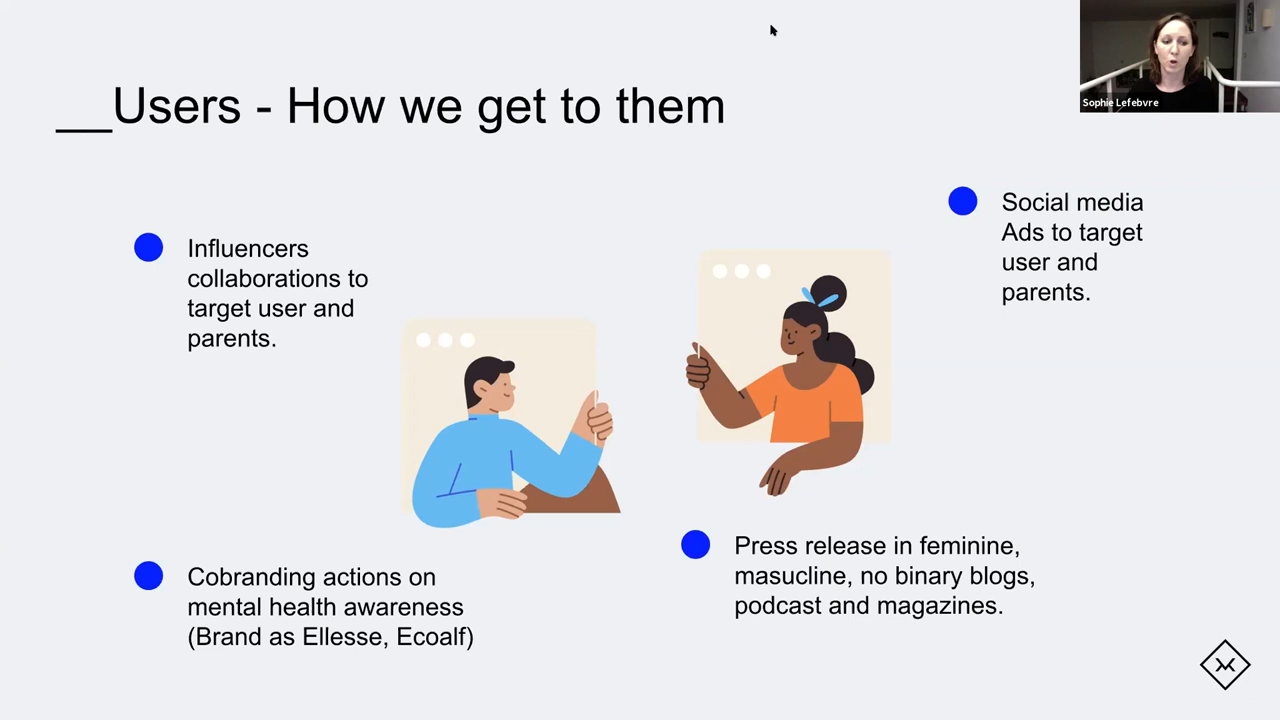 __Users - How we get to them
Sophie Lefebvre
Influencers
collaborations to
target user and
parents.
Social media
Ads to target
user and
parents.
Cobranding actions on
mental health awareness
(Brand as Ellesse, Ecoalf)
Press release in feminine,
masucline, no binary blogs,
podcast and magazines.